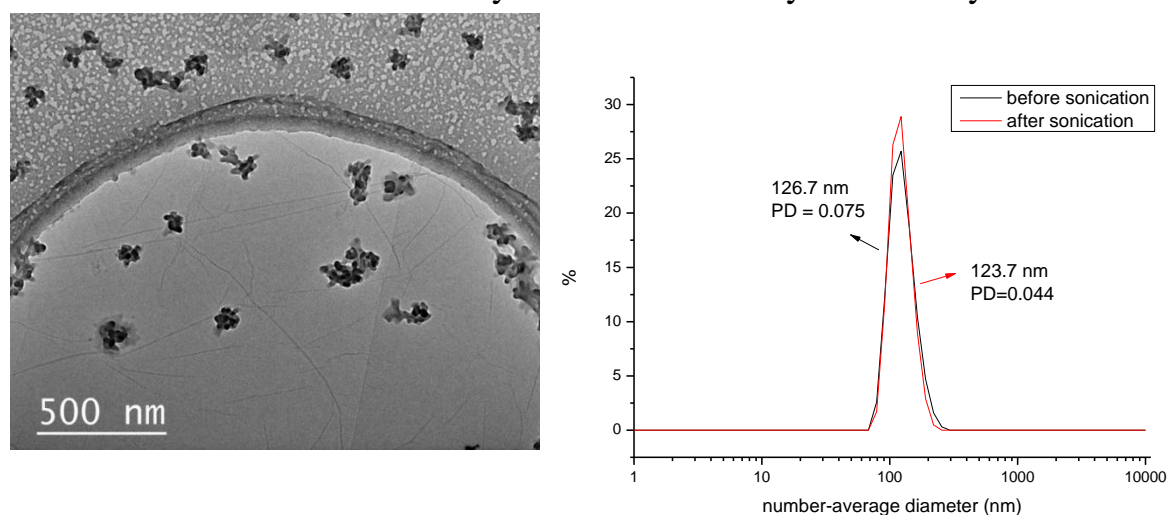 500 nm
before sonication
after sonication
126.7 nm
PD = 0.075
123.7 nm
PD=0.044
%
30
25
20
15
10
5
0
1
10
100
1000
10000
number-average diameter (nm)